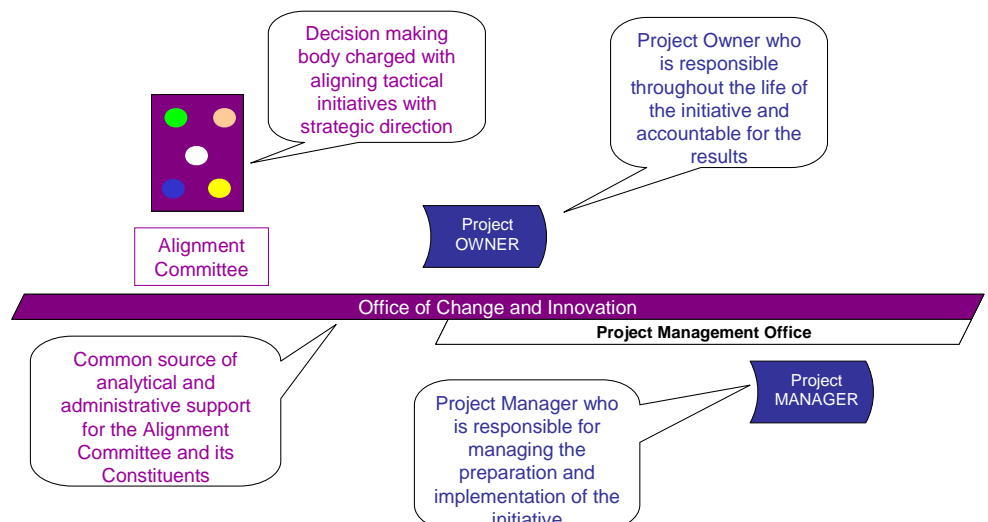 Decision making
body charged with
aligning tactical
initiatives with
strategic direction
Project Owner who
is responsible
throughout the life of
the initiative and
accountable for the
results
Project
OWNER
Alignment
Committee
Office of Change and Innovation
Project Management Office
Common source of
analytical and
administrative support
for the Alignment
Committee and its
Constituents
Project Manager who
is responsible for
managing the
preparation and
implementation of the
initiative
Project
MANAGER